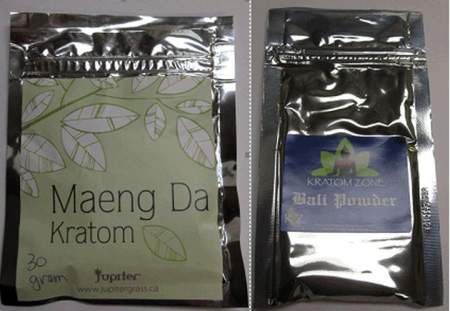 Maeng Da
Kratom
30
gram
Jupiter
www.jupitergrass.ca
KRATOM ZONE
Bali Powder